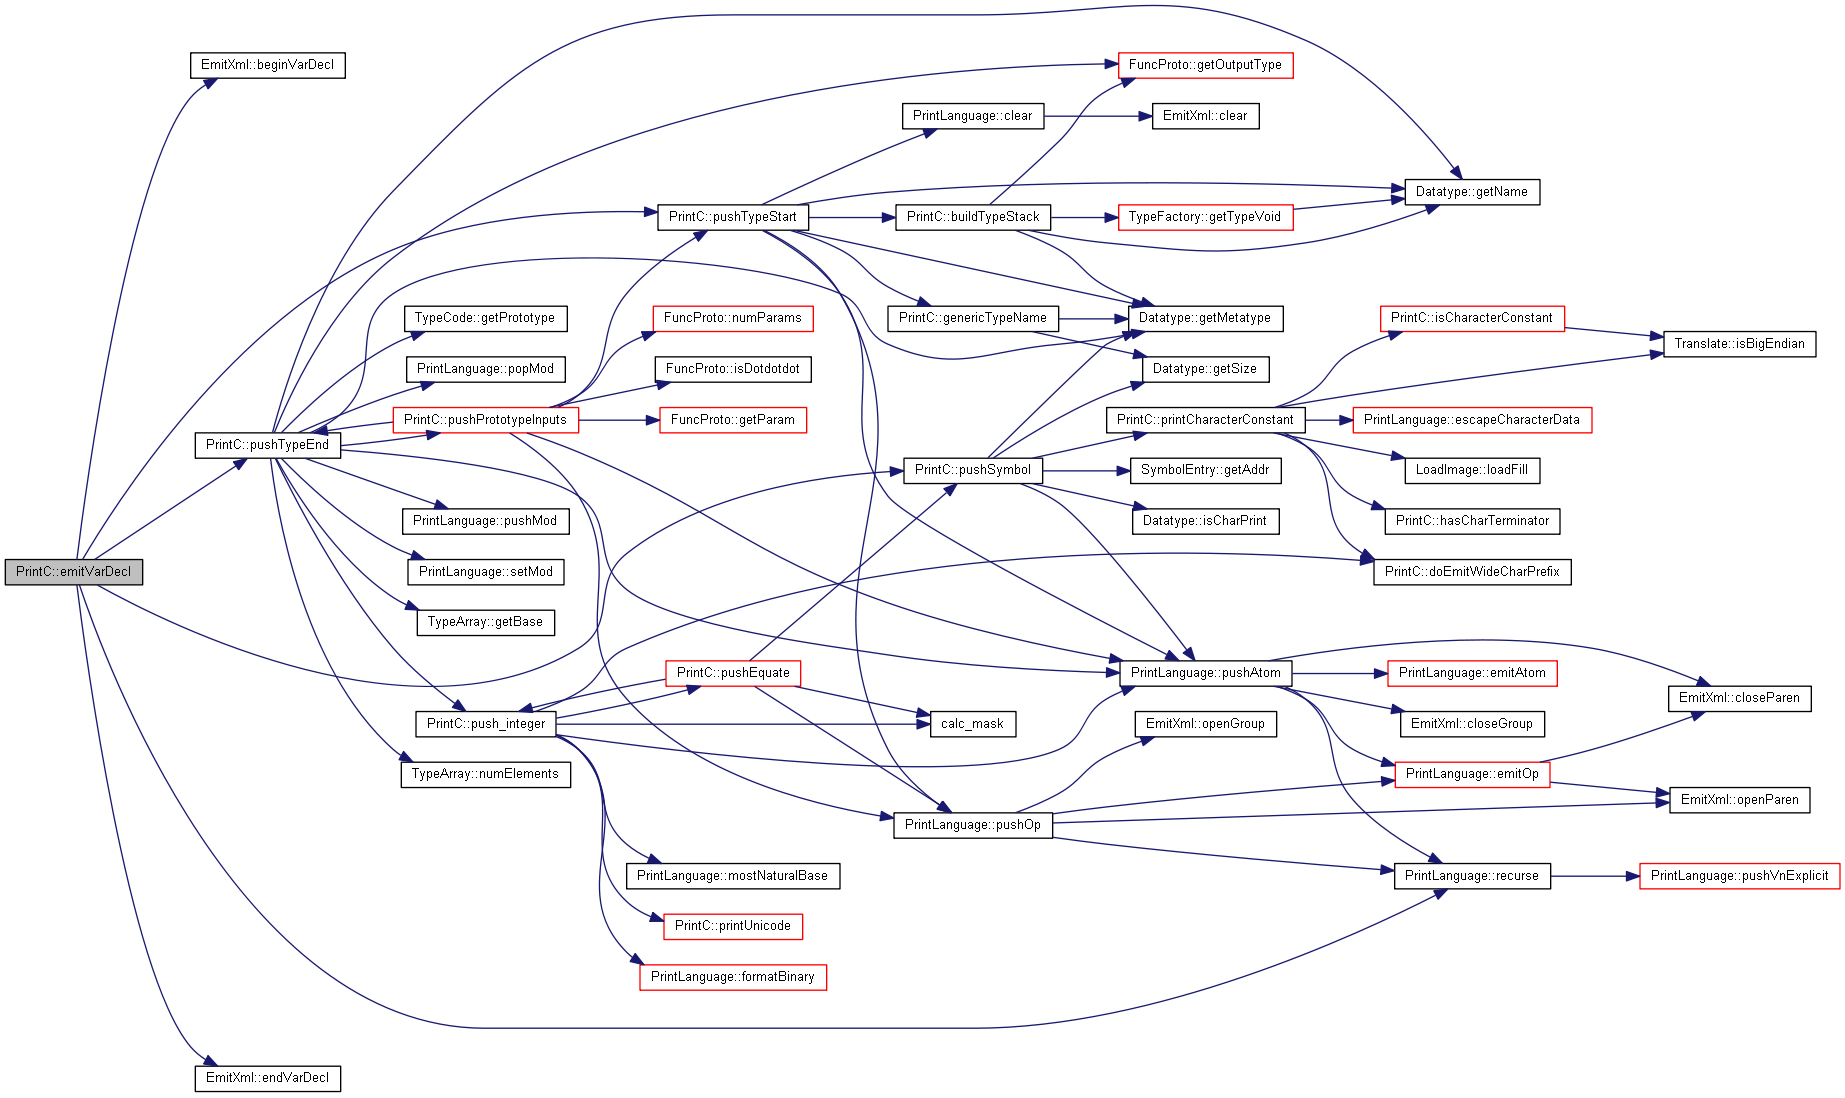 EmitXml::beginVarDecl
FuncProto::getOutputType
PrintLanguage::clear
EmitXml::clear
Datatype::getName
PrintC::pushTypeStart
PrintC::buildTypeStack
TypeFactory::getTypeVoid
TypeCode::getPrototype
FuncProto::numParams
PrintC::genericTypeName
Datatype::getMetatype
PrintC::isCharacterConstant
Translate::isBigEndian
PrintLanguage::popMod
FuncProto::isDotdotdot
Datatype::getSize
PrintC::pushPrototypeInputs
FuncProto::getParam
PrintC::printCharacterConstant
PrintLanguage::escapeCharacterData
PrintC::pushTypeEnd
PrintC::pushSymbol
SymbolEntry::getAddr
LoadImage::loadFill
PrintLanguage::pushMod
Datatype::isCharPrint
PrintC::hasCharTerminator
PrintC::emitVarDecl
PrintLanguage::setMod
PrintC::doEmitWideCharPrefix
TypeArray::getBase
PrintC::pushEquate
PrintLanguage::pushAtom
PrintLanguage::emitAtom
EmitXml::closeParen
PrintC::push_integer
calc_mask
EmitXml::openGroup
EmitXml::closeGroup
TypeArray::numElements
PrintLanguage::emitOp
EmitXml::openParen
PrintLanguage::pushOp
PrintLanguage::mostNaturalBase
PrintLanguage::recurse
PrintLanguage::pushVnExplicit
PrintC::printUnicode
PrintLanguage::formatBinary
EmitXml::endVarDecl